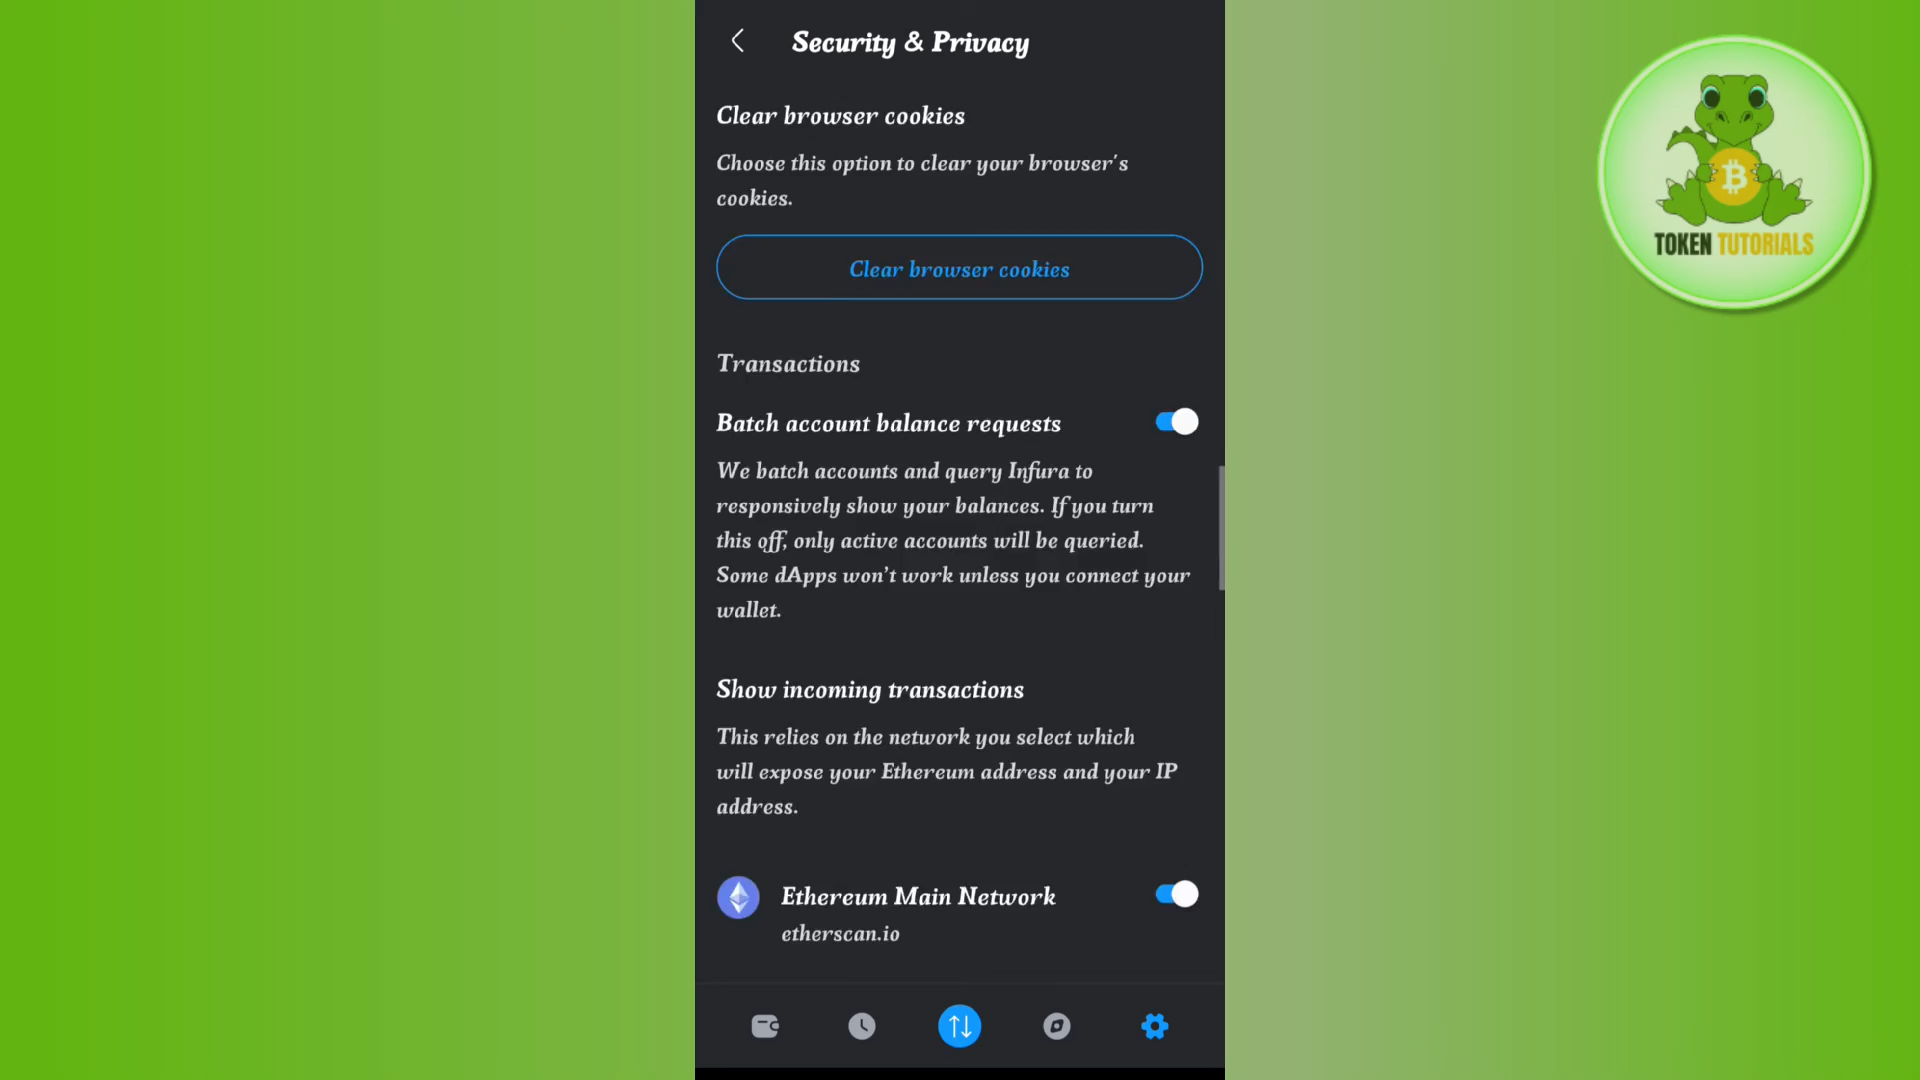 Security & Privacy
Clear browser cookies
Choose this option to clear your browser's
cookies.
Clear browser cookies
Transactions
Batch account balance requests
We batch accounts and query Infura to
responsively show your balances. If you turn
this off, only active accounts will be queried.
Some dApps won’t work unless you connect your
wallet.
Show incoming transactions
This relies on the network you select which
will expose your Ethereum address and your IP
address.
Ethereum Main Network
etherscan.io
TOKEN TUTORIALS